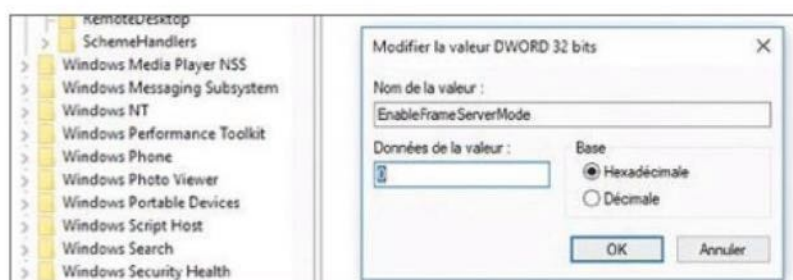 RemoteDesktop
SchemeHandlers
Windows Media Player NSS
Windows Messaging Subsystem
Windows NT
Windows Performance Toolkit
Windows Phone
Windows Photo Viewer
Windows Portable Devices
Windows Script Host
Windows Search
Windows Security Health
Modifier la valeur DWORD 32 bits
Nom de la valeur :
EnableFrameServerMode
Données de la valeur :
0
Base
Hexadécimale
Décimale
OK
Annuler